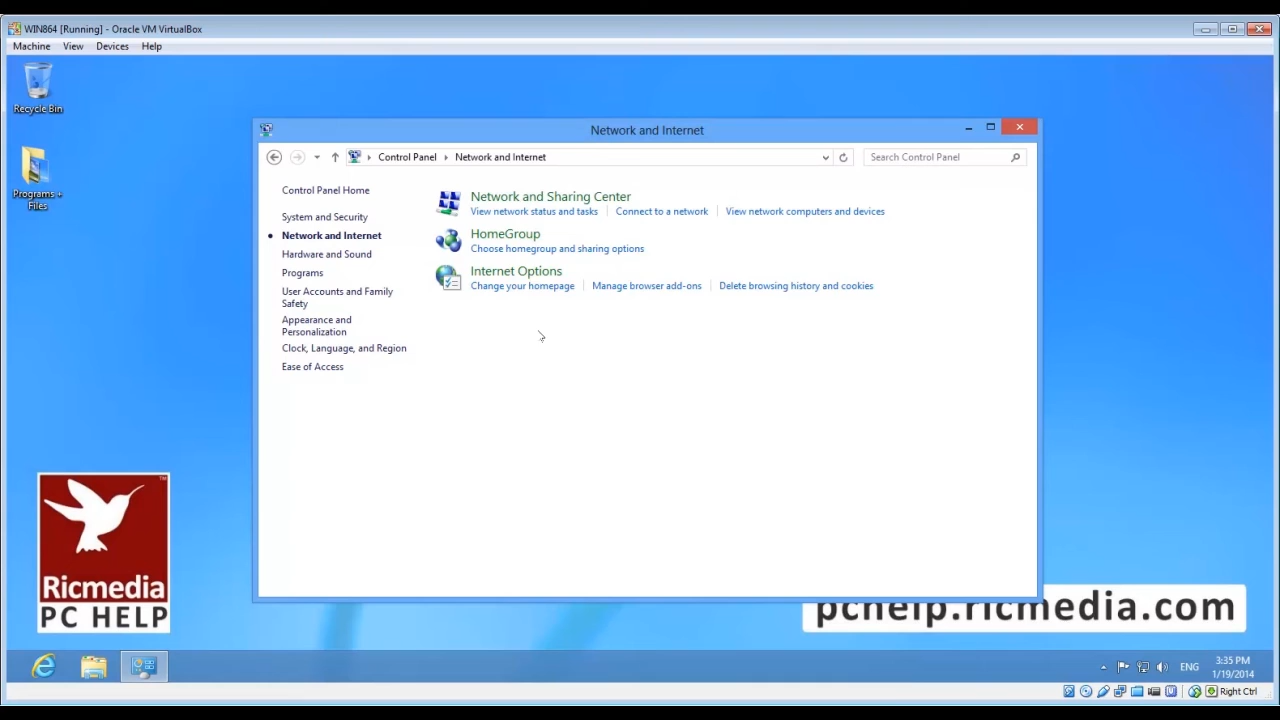 WIN864 [Running] - Oracle VM VirtualBox
Machine View Devices Help
Recycle Bin
Programs +
Files
Network and Internet
Control Panel Network and Internet
Search Control Panel
Control Panel Home
System and Security
Network and Internet
Hardware and Sound
Programs
User Accounts and Family
Safety
Appearance and
Personalization
Clock, Language, and Region
Ease of Access
Network and Sharing Center
View network status and tasks Connect to a network View network computers and devices
HomeGroup
Choose homegroup and sharing options
Internet Options
Change your homepage Manage browser add-ons Delete browsing history and cookies
Ricmedia
PC HELP
TM
pchelp.ricmedia.com
ENG
3:35 PM
1/19/2014
Right Ctrl